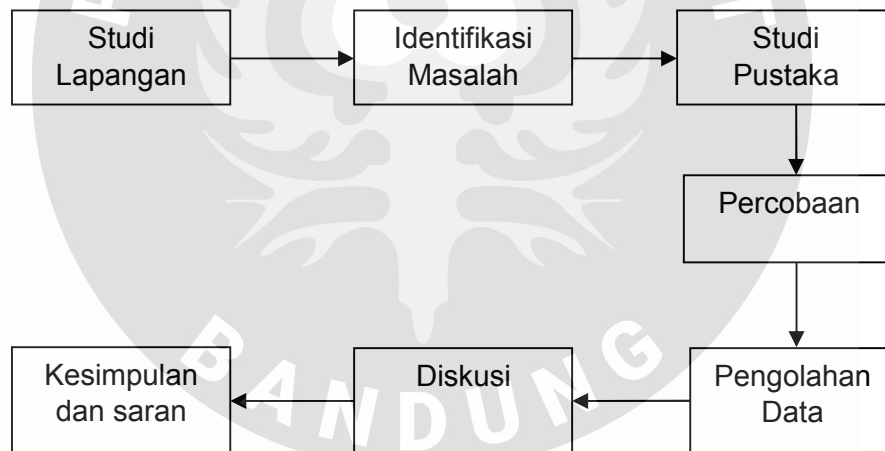 Studi
Lapangan
Identifikasi
Masalah
Studi
Pustaka
Percobaan
Pengolahan
Data
Diskusi
Kesimpulan
dan saran
BANDUNG